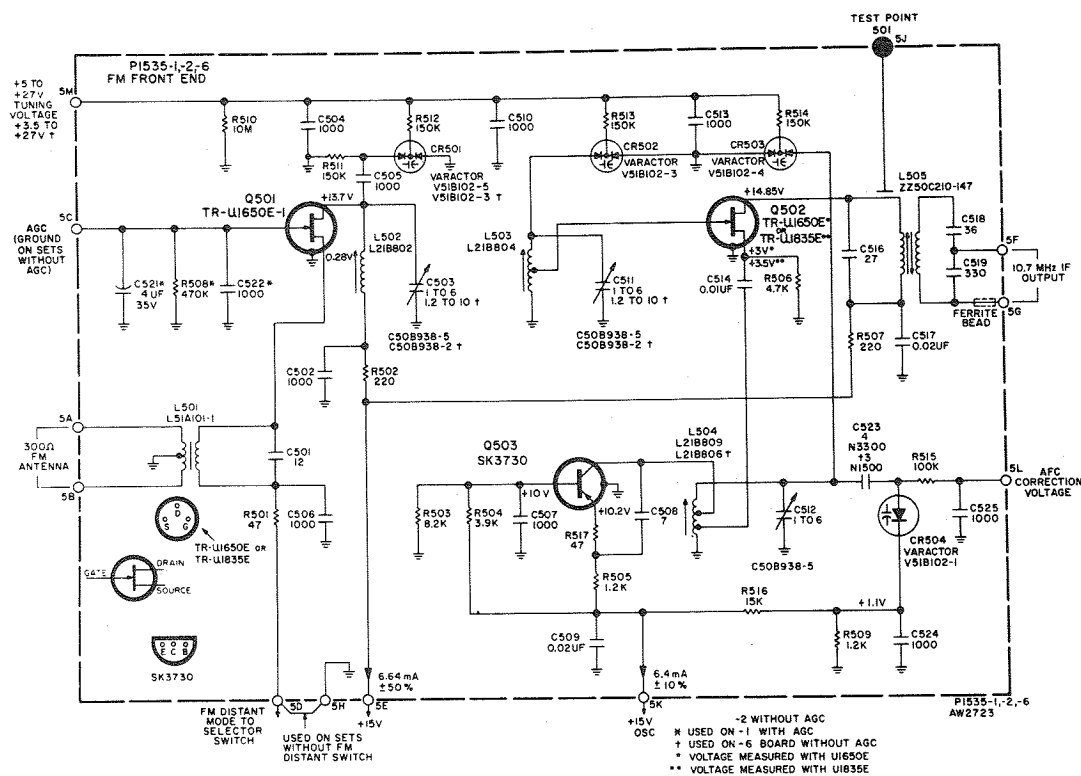 TEST POINT
501
5J
P1535-1,-2,-6
FM FRONT END
+5 TO
+27V
TUNING
VOLTAGE
+3.5 TO
+27V †
5M
R510
10M
C504
1000
R512
150K
C510
1000
R513
150K
C513
1000
R514
150K
R511
150K
C505
1000
CR501
VARACTOR
V51B102-5
V51B102-3 †
CR502
VARACTOR
V51B102-3
CR503
VARACTOR
V51B102-4
L505
ZZ50C210-147
Q501
TR-U1650E-1
+13.7V
0.28V
L502
L21B802
L503
L21B804
+14.85V
Q502
TR-U1650E*
OR
TR-U1835E**
+3V*
+3.5V**
5C
AGC
(GROUND
ON SETS
WITHOUT
AGC)
C521*
4 UF
35V
R508*
470K
C522*
1000
C503
1 TO 6
1.2 TO 10 †
C50B938-5
C50B938-2 †
C511
1 TO 6
1.2 TO 10 †
C50B938-5
C50B938-2 †
C514
0.01UF
R506
4.7K
C516
27
C518
36
C519
330
5F
10.7 MHz IF
OUTPUT
5G
FERRITE
BEAD
R507
220
C517
0.02UF
C502
1000
R502
220
L501
L51A101-1
5A
300Ω
FM
ANTENNA
5B
C501
12
R501
47
C506
1000
D
S G
TR-U1650E OR
TR-U1835E
GATE
DRAIN
SOURCE
E C B
SK3730
Q503
SK3730
+10V
+10.2V
R503
8.2K
R504
3.9K
C507
1000
R517
47
C508
7
R505
1.2K
C509
0.02UF
L504
L21B809
L21B806 †
C512
1 TO 6
C50B938-5
C523
4
N3300
+3
N1500
R515
100K
5L
AFC
CORRECTION
VOLTAGE
C525
1000
CR504
VARACTOR
V51B102-1
R516
15K
+1.1V
R509
1.2K
C524
1000
6.64 mA
±50%
6.4mA
±10%
5D
5H
5E
5K
FM DISTANT
MODE TO
SELECTOR
SWITCH
USED ON SETS
WITHOUT FM
DISTANT SWITCH
+15V
+15V
OSC
P1535-1,-2,-6
AW2723
-2 WITHOUT AGC
* USED ON -1 WITH AGC
† USED ON -6 BOARD WITHOUT AGC
* VOLTAGE MEASURED WITH U1650E
** VOLTAGE MEASURED WITH U1835E